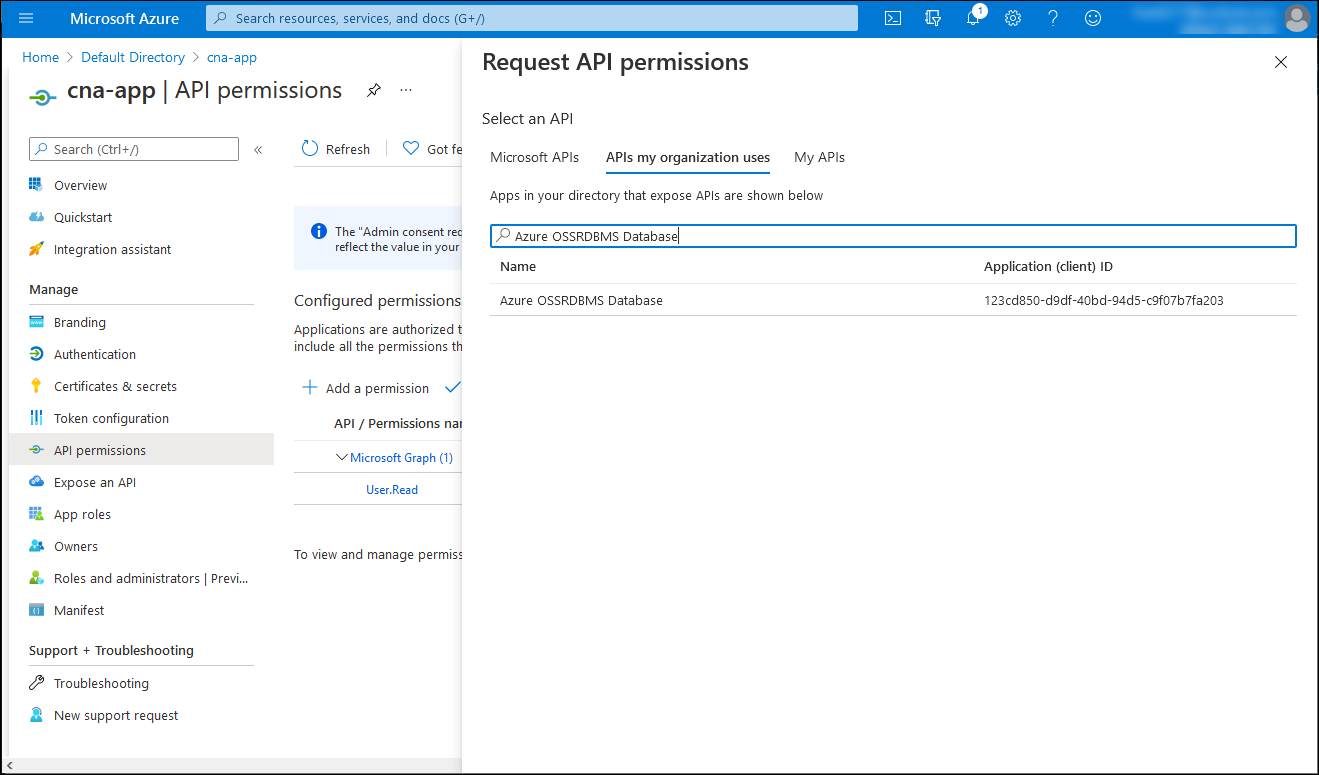 Microsoft Azure
Search resources, services, and docs (G+/)
1
Home > Default Directory > cna-app
cna-app | API permissions
Search (Ctrl+/)
Overview
Quickstart
Integration assistant
Manage
Branding
Authentication
Certificates & secrets
Token configuration
API permissions
Expose an API
App roles
Owners
Roles and administrators | Previ...
Manifest
Support + Troubleshooting
Troubleshooting
New support request
Refresh
Got fe
The "Admin consent req
reflect the value in your
Configured permissions
Applications are authorized t
include all the permissions th
Add a permission
API / Permissions nar
Microsoft Graph (1)
User.Read
To view and manage permiss
Request API permissions
Select an API
Microsoft APIs
APIs my organization uses
My APIs
Apps in your directory that expose APIs are shown below
Azure OSSRDBMS Database
Name
Application (client) ID
Azure OSSRDBMS Database
123cd850-d9df-40bd-94d5-c9f07b7fa203